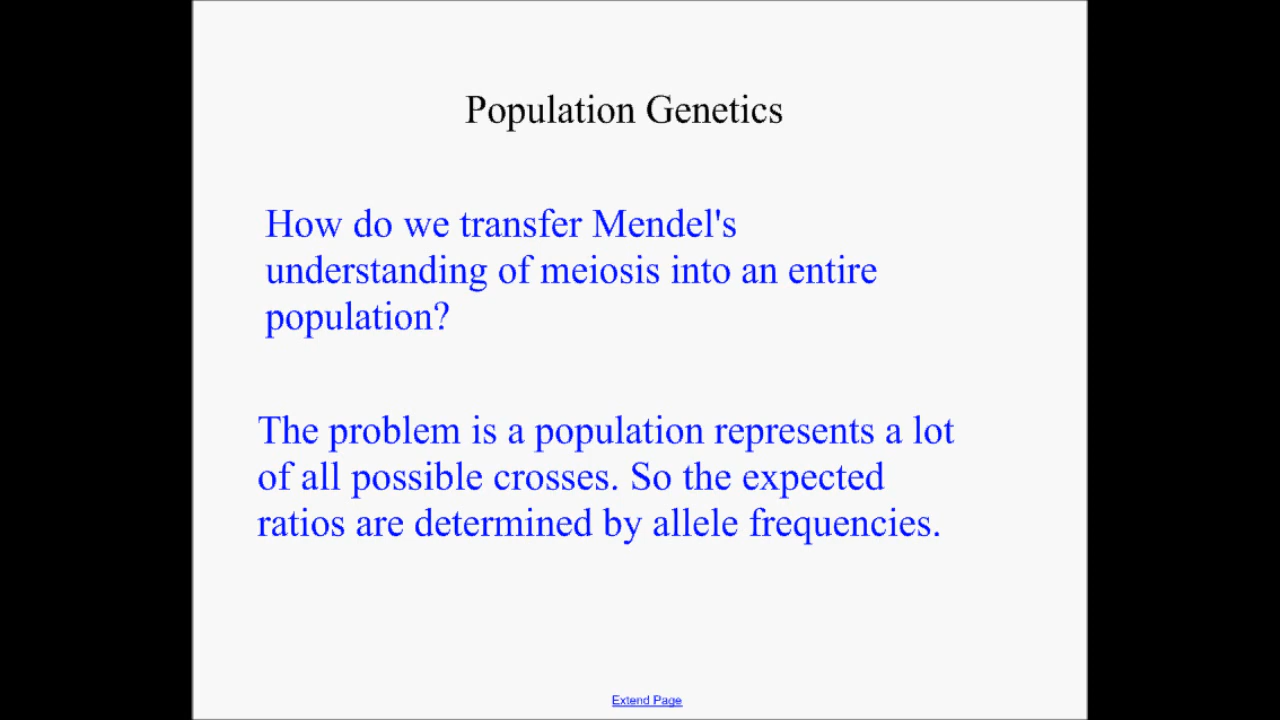 Population Genetics
How do we transfer Mendel's
understanding of meiosis into an entire
population?
The problem is a population represents a lot
of all possible crosses. So the expected
ratios are determined by allele frequencies.
Extend Page